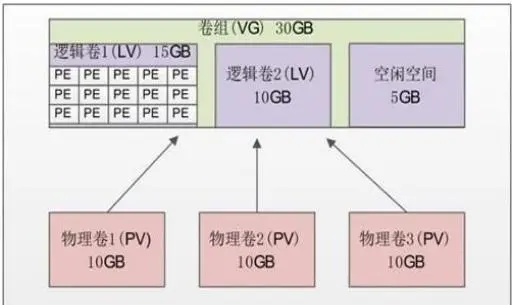 卷组(VG) 30GB
逻辑卷1(LV) 15GB
PE PE PE PE PE
PE PE PE PE PE
PE PE PE PE PE
逻辑卷2(LV)
10GB
空闲空间
5GB
物理卷1(PV)
10GB
物理卷2(PV)
10GB
物理卷3(PV)
10GB